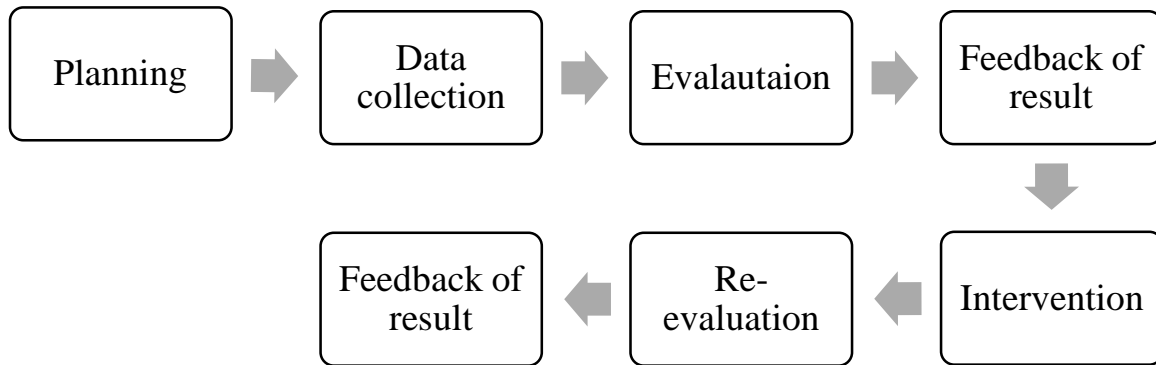 Planning
Data
collection
Evalautaion
Feedback of
result
Intervention
Re-
evaluation
Feedback of
result